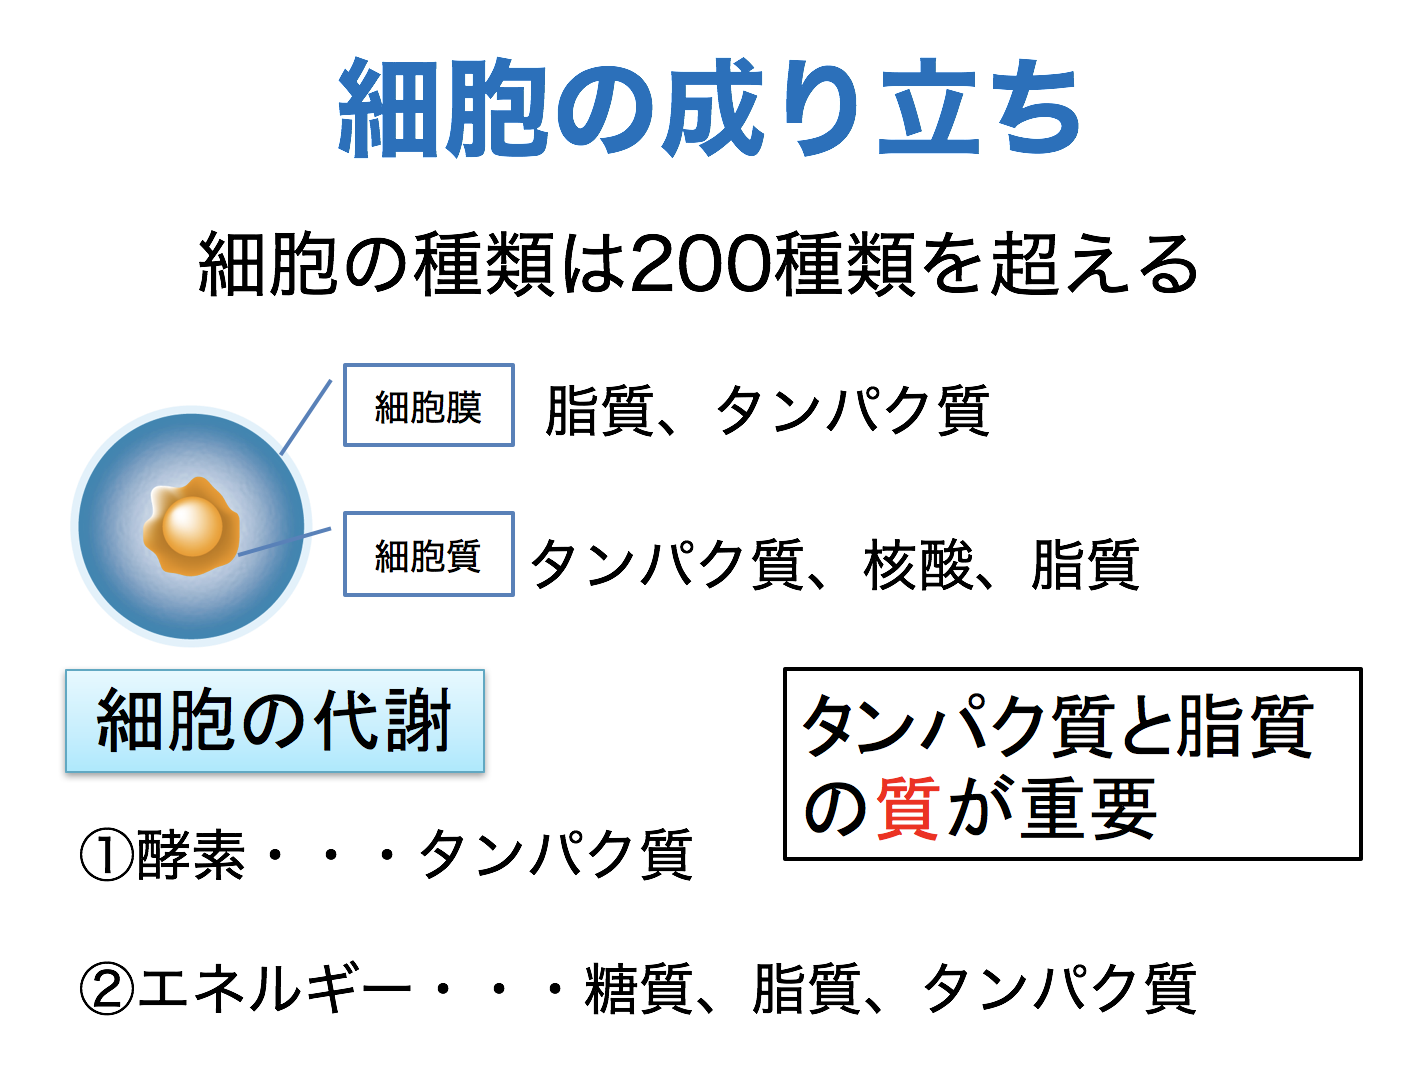 細胞の成り立ち
細胞の種類は200種類を超える
細胞膜
脂質、タンパク質
細胞質
タンパク質、核酸、脂質
細胞の代謝
タンパク質と脂質
の質が重要
①酵素・・・タンパク質
②エネルギー・・・糖質、脂質、タンパク質